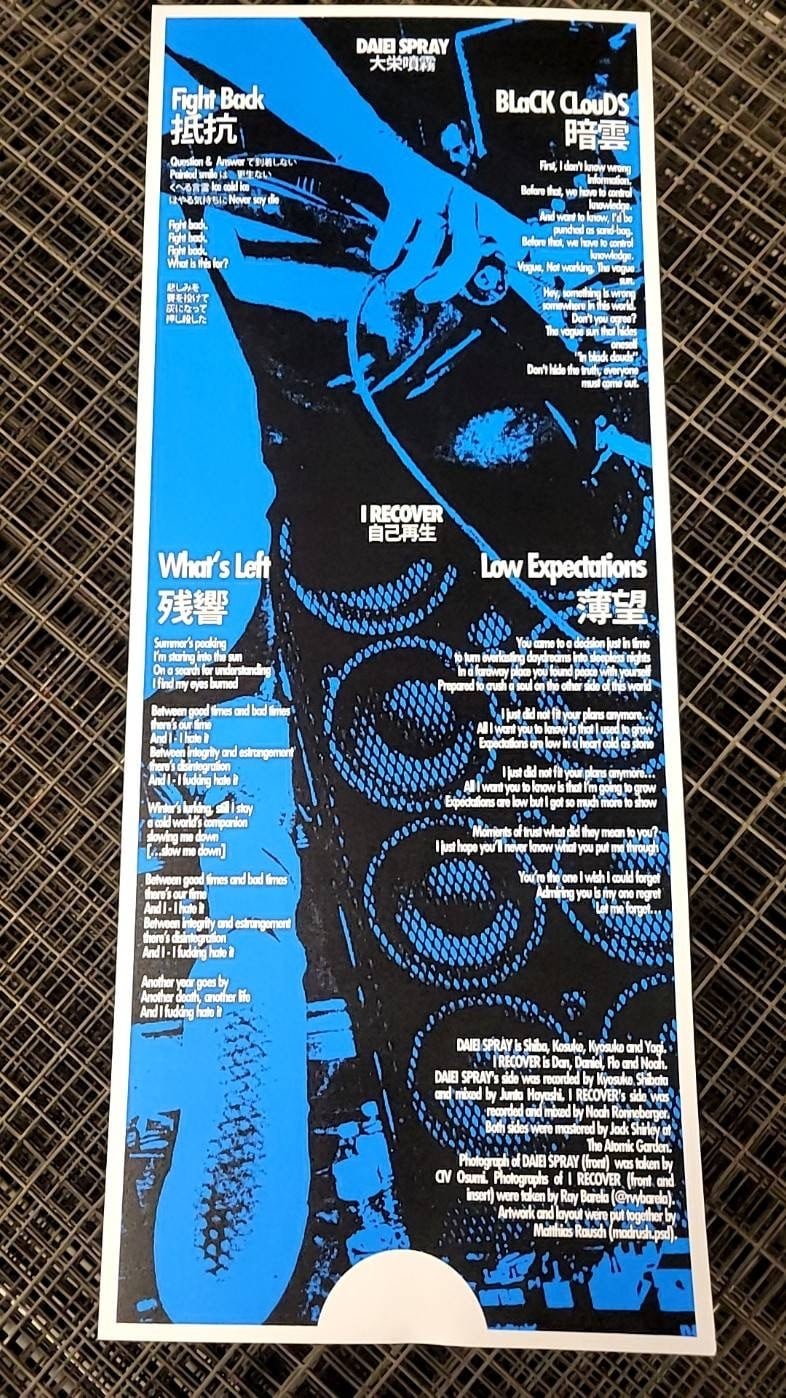 DAIEI SPRAY
大栄噴霧
Fight Back
抵抗
Question & Answer で到着しない
Painted smile は 更生ない
くべる言霊 Ice cold ice
はやる気持ちに Never say die
Fight back.
Fight back.
Fight back.
What is this for?
悲しみを
賽を投げて
灰になって
押し殺した
BLaCK CLouDS
暗雲
First, I don't know wrong
information.
Before that, we have to control
knowledge.
And want to know, I'd be
punched as sand-bag.
Before that, we have to control
knowledge.
Vague, Not working, The vague
sun.
Hey, something is wrong
somewhere in this world.
Don't you agree?
The vague sun that hides
oneself
"in black clouds"
Don't hide the truth, everyone
must come out.
I RECOVER
自己再生
What's Left
残響
Summer's peaking
I'm staring into the sun
On a search for understanding
I find my eyes burned
Between good times and bad times
there's our time
And I - I hate it
Between integrity and estrangement
there's disintegration
And I - I fucking hate it
Winter's lurking, still I stay
a cold world's companion
slowing me down
[...slow me down]
Between good times and bad times
there's our time
And I - I hate it
Between integrity and estrangement
there's disintegration
And I - I fucking hate it
Another year goes by
Another death, another life
And I fucking hate it
Low Expectations
薄望
You came to a decision just in time
to turn everlasting daydreams into sleepless nights
In a faraway place you found peace with yourself
Prepared to crush a soul on the other side of this world
I just did not fit your plans anymore...
All I want you to know is that I used to grow
Expectations are low in a heart cold as stone
I just did not fit your plans anymore....
All I want you to know is that I'm going to grow
Expectations are low but I got so much more to show
Moments of trust what did they mean to you?
I just hope you'll never know what you put me through
You're the one I wish I could forget
Admiring you is my one regret
Let me forget...
DAIEI SPRAY is Shiba, Kosuke, Kyosuke and Yagi.
I RECOVER is Dan, Daniel, Flo and Noah.
DAIEI SPRAY's side was recorded by Kyosuke Shibata
and mixed by Junta Hayashi. I RECOVER's side was
recorded and mixed by Noah Ronneberger.
Both sides were mastered by Jack Shirley at
The Atomic Garden.
Photograph of DAIEI SPRAY (front) was taken by
CIV Osumi. Photographs of I RECOVER (front and
insert) were taken by Ray Barela (@rvybarela).
Artwork and layout were put together by
Matthias Rausch (madrush.psd).